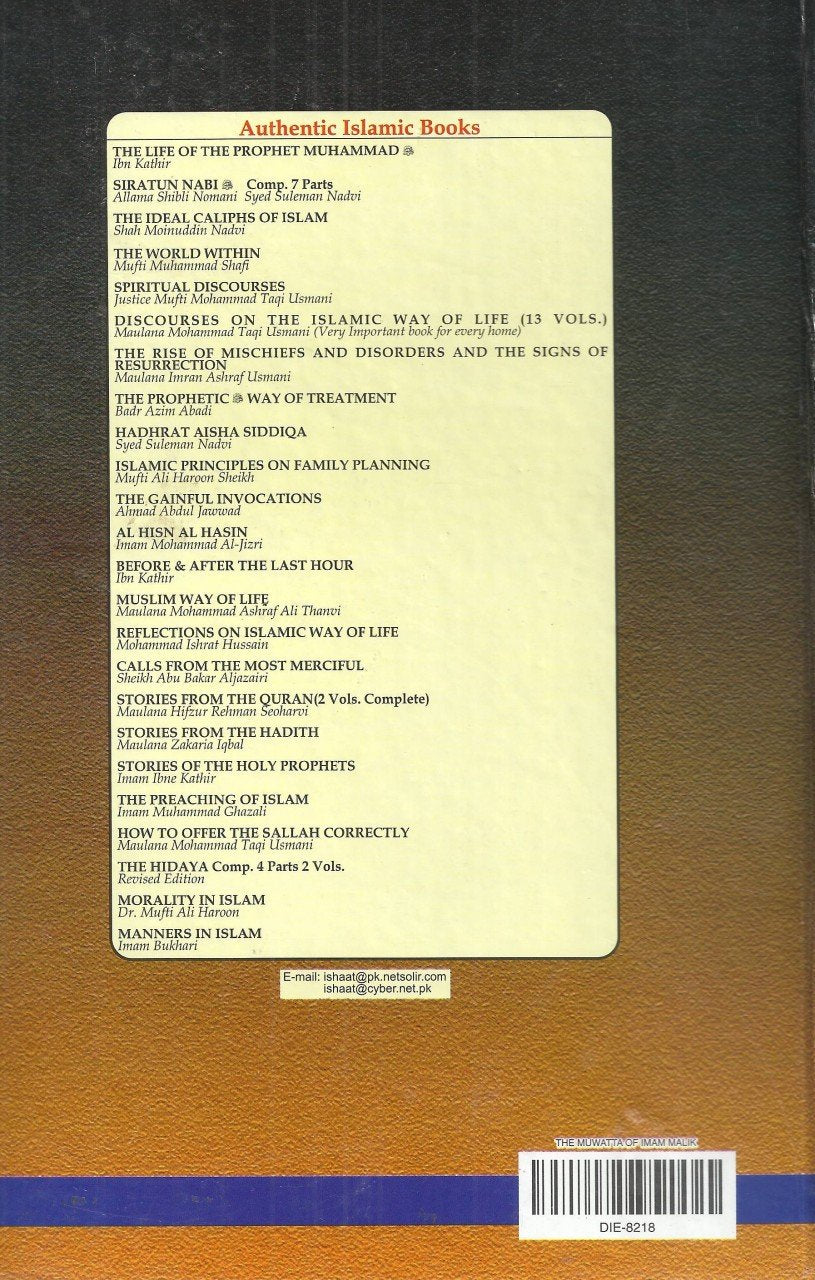 Authentic Islamic Books
THE LIFE OF THE PROPHET MUHAMMAD ﷺ
Ibn Kathir
SIRATUN NABI ﷺ Comp. 7 Parts
Allama Shibli Nomani Syed Suleman Nadvi
THE IDEAL CALIPHS OF ISLAM
Shah Moinuddin Nadvi
THE WORLD WITHIN
Mufti Muhammad Shafi
SPIRITUAL DISCOURSES
Justice Mufti Mohammad Taqi Usmani
DISCOURSES ON THE ISLAMIC WAY OF LIFE (13 VOLS.)
Maulana Mohammad Taqi Usmani (Very Important book for every home)
THE RISE OF MISCHIEFS AND DISORDERS AND THE SIGNS OF
RESURRECTION
Maulana Imran Ashraf Usmani
THE PROPHETIC ﷺ WAY OF TREATMENT
Badr Azim Abadi
HADHRAT AISHA SIDDIQA
Syed Suleman Nadvi
ISLAMIC PRINCIPLES ON FAMILY PLANNING
Mufti Ali Haroon Sheikh
THE GAINFUL INVOCATIONS
Ahmad Abdul Jawwad
AL HISN AL HASIN
Imam Mohammad Al-Jizri
BEFORE & AFTER THE LAST HOUR
Ibn Kathir
MUSLIM WAY OF LIFE
Maulana Mohammad Ashraf Ali Thanvi
REFLECTIONS ON ISLAMIC WAY OF LIFE
Mohammad Ishrat Hussain
CALLS FROM THE MOST MERCIFUL
Sheikh Abu Bakar Aljazairi
STORIES FROM THE QURAN(2 Vols. Complete)
Maulana Hifzur Rehman Seoharvi
STORIES FROM THE HADITH
Maulana Zakaria Iqbal
STORIES OF THE HOLY PROPHETS
Imam Ibne Kathir
THE PREACHING OF ISLAM
Imam Muhammad Ghazali
HOW TO OFFER THE SALLAH CORRECTLY
Maulana Mohammad Taqi Usmani
THE HIDAYA Comp. 4 Parts 2 Vols.
Revised Edition
MORALITY IN ISLAM
Dr. Mufti Ali Haroon
MANNERS IN ISLAM
Imam Bukhari
E-mail: ishaat@pk.netsolir.com
ishaat@cyber.net.pk
THE MUWATTA OF IMAM MALIK
DIE-8218